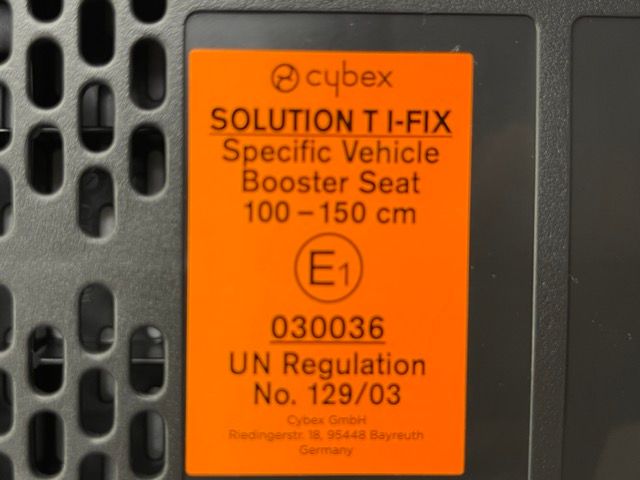 cybex
SOLUTION T I-FIX
Specific Vehicle
Booster Seat
100 – 150 cm
E1
030036
UN Regulation
No. 129/03
Cybex GmbH
Riedingerstr. 18, 95448 Bayreuth
Germany